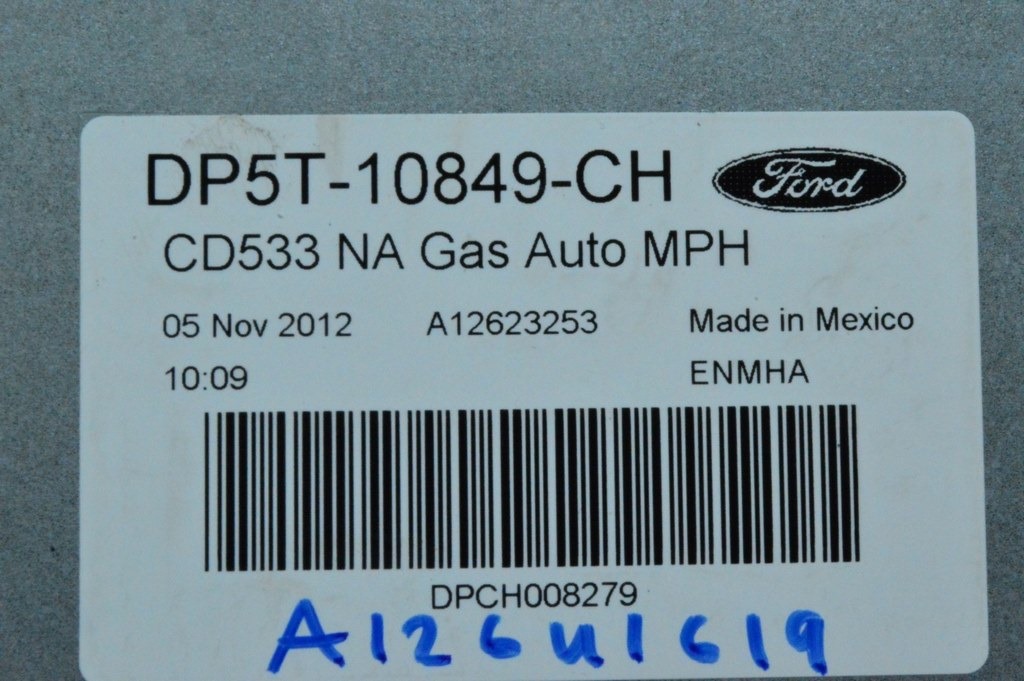 DP5T-10849-CH Ford
CD533 NA Gas Auto MPH
05 Nov 2012 A12623253 Made in Mexico
10:09 ENMHA
DPCH008279
A126U1619